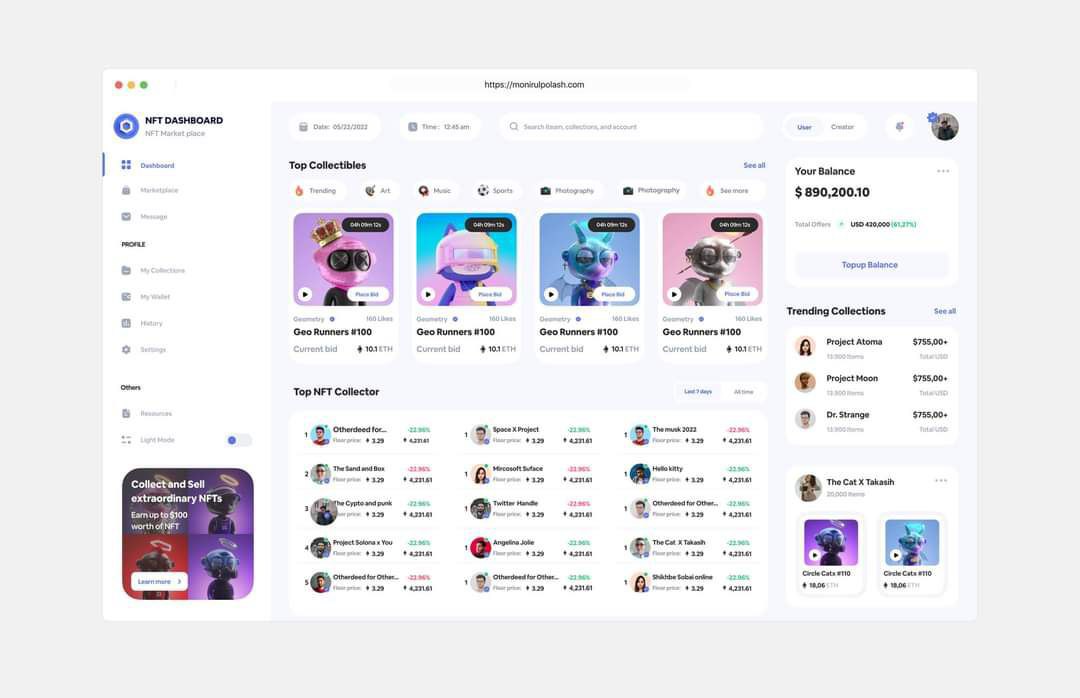 https://monirulpolash.com
NFT DASHBOARD
NFT Market place
Dashboard
Marketplace
Message
PROFILE
My Collections
My Wallet
History
Settings
Others
Resources
Light Mode
Collect and Sell
extraordinary NFTs
Earn up to $100
worth of NFT
Learn more
Date: 05/22/2022
Time : 12:45 am
Search iteam, collections, and account
User
Creator
Top Collectibles
See all
Trending
Art
Music
Sports
Photography
Photography
See more
04h 09m 12s
Place Bid
Geometry
160 Likes
Geo Runners #100
Current bid
10.1 ETH
04h 09m 12s
Place Bid
Geometry
160 Likes
Geo Runners #100
Current bid
10.1 ETH
04h 09m 12s
Place Bid
Geometry
160 Likes
Geo Runners #100
Current bid
10.1 ETH
04h 09m 12s
Place Bid
Geometry
160 Likes
Geo Runners #100
Current bid
10.1 ETH
Top NFT Collector
Last 7 days
All time
1 Otherdeed for... -22.96%
Floor price: 3.29 4,231.61
2 The Sand and Box -22.96%
Floor price: 3.29 4,231.61
3 The Cypto and punk -22.96%
Floor price: 3.29 4,231.61
4 Project Solona x You -22.96%
Floor price: 3.29 4,231.61
5 Otherdeed for Other... -22.96%
Floor price: 3.29 4,231.61
1 Space X Project -22.96%
Floor price: 3.29 4,231.61
1 Mircosoft Suface -22.96%
Floor price: 3.29 4,231.61
1 Twitter Handle -22.96%
Floor price: 3.29 4,231.61
1 Angelina Jolie -22.96%
Floor price: 3.29 4,231.61
1 Otherdeed for Other... -22.96%
Floor price: 3.29 4,231.61
1 The musk 2022 -22.96%
Floor price: 3.29 4,231.61
1 Hello kitty -22.96%
Floor price: 3.29 4,231.61
1 Otherdeed for Other... -22.96%
Floor price: 3.29 4,231.61
1 The Cat X Takasih -22.96%
Floor price: 3.29 4,231.61
1 Shikhbe Sobai online -22.96%
Floor price: 3.29 4,231.61
Your Balance
$ 890,200.10
Total Offers USD 420,000 (61,27%)
Topup Balance
Trending Collections
See all
Project Atoma $755,00+
13.900 Items Total USD
Project Moon $755,00+
13.900 Items Total USD
Dr. Strange $755,00+
13.900 Items Total USD
The Cat X Takasih
20,000 items
Circle Catx #110
18,06 ETH
Circle Catx #110
18,06 ETH